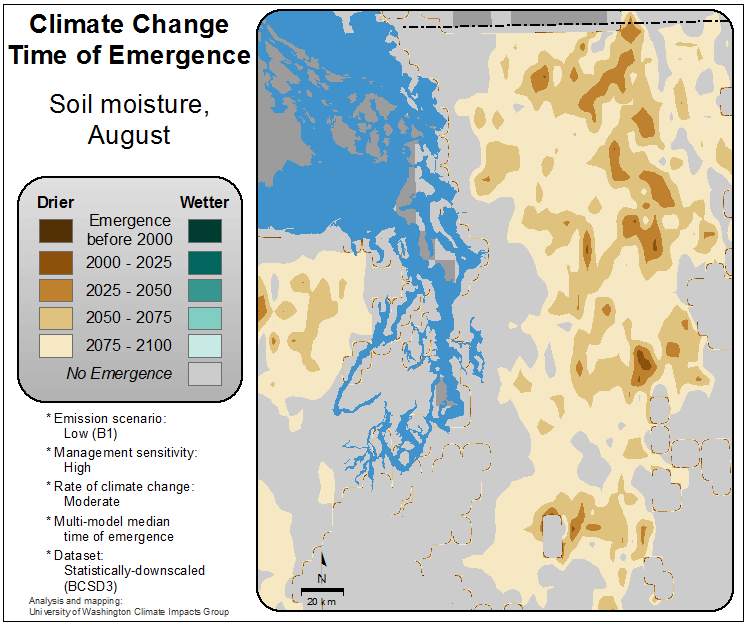 Climate Change
Time of Emergence
Soil moisture,
August
Drier Wetter
Emergence
before 2000
2000 - 2025
2025 - 2050
2050 - 2075
2075 - 2100
No Emergence
* Emission scenario:
Low (B1)
* Management sensitivity:
High
* Rate of climate change:
Moderate
* Multi-model median
time of emergence
* Dataset:
Statistically-downscaled
(BCSD3)
Analysis and mapping:
University of Washington Climate Impacts Group
N
20 km